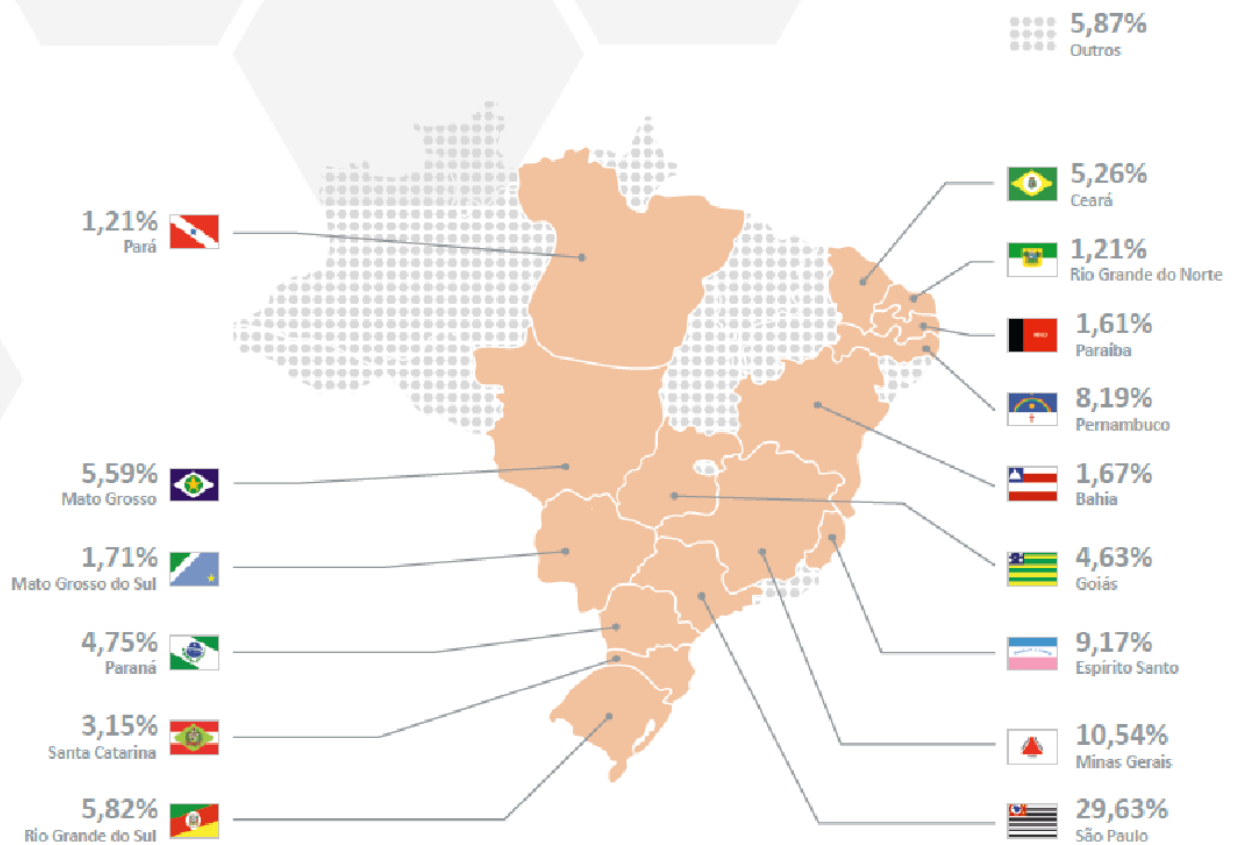 5,87%
Outros
1,21%
Pará
5,59%
Mato Grosso
1,71%
Mato Grosso do Sul
4,75%
Paraná
3,15%
Santa Catarina
5,82%
Rio Grande do Sul
5,26%
Ceará
1,21%
Rio Grande do Norte
1,61%
Paraíba
8,19%
Pernambuco
1,67%
Bahia
4,63%
Goiás
9,17%
Espírito Santo
10,54%
Minas Gerais
29,63%
São Paulo